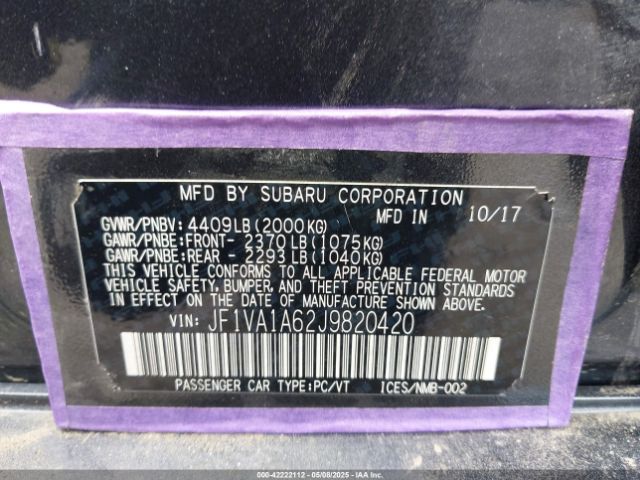 MFD BY SUBARU CORPORATION
MFD IN 10/17
GVWR/PNBV: 4409LB(2000KG)
GAWR/PNBE:FRONT- 2370LB(1075KG)
GAWR/PNBE:REAR - 2293LB(1040KG)
THIS VEHICLE CONFORMS TO ALL APPLICABLE FEDERAL MOTOR
VEHICLE SAFETY, BUMPER, AND THEFT PREVENTION STANDARDS
IN EFFECT ON THE DATE OF MANUFACTURE SHOWN ABOVE.
VIN: JF1VA1A62J9820420
PASSENGER CAR TYPE:PC/VT ICES/NMB-002
000-42222112 - 05/08/2025 - COPYRIGHT IAA, LLC.